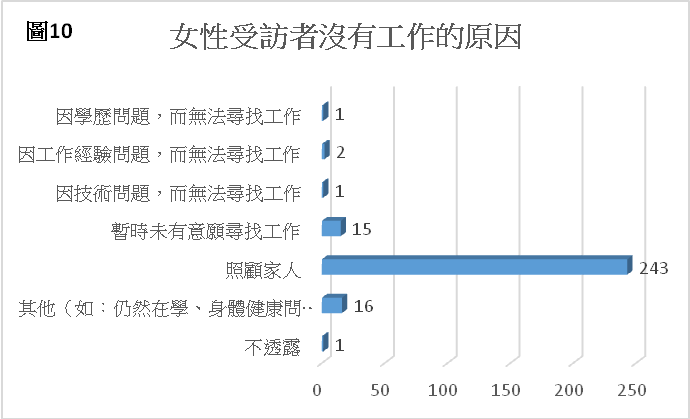 圖10
女性受訪者沒有工作的原因
因學歷問題，而無法尋找工作
1
因工作經驗問題，而無法尋找工作
2
因技術問題，而無法尋找工作
1
暫時未有意願尋找工作
15
照顧家人
243
其他（如：仍然在學、身體健康問…
16
不透露
1
0 50 100 150 200 250